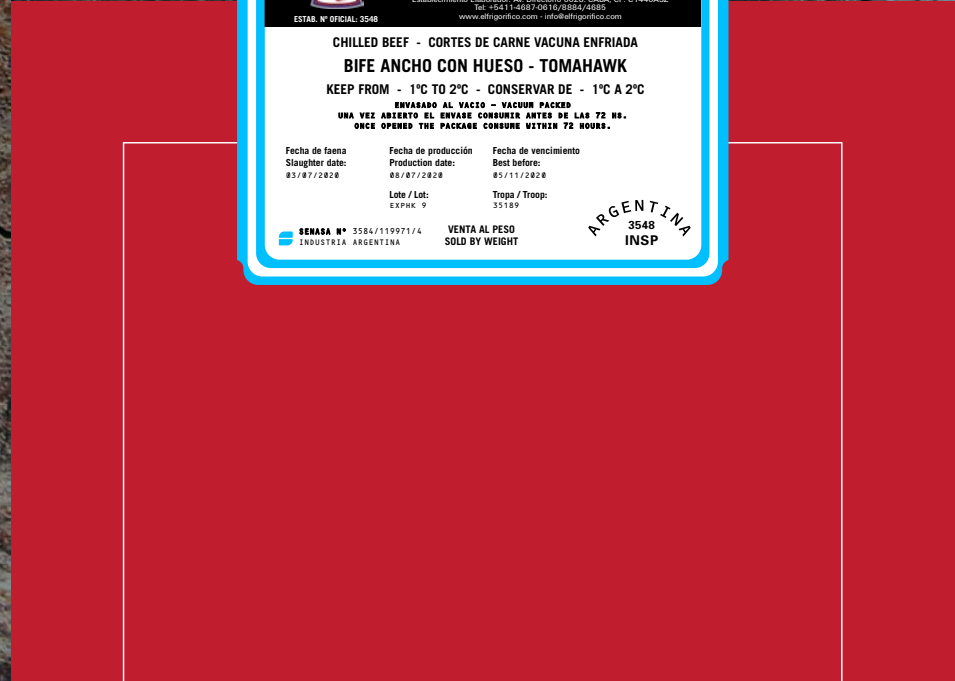 ESTAB. Nº OFICIAL: 3548
Tel: +5411-4687-0616/8884/4685
www.elfrigorifico.com - info@elfrigorifico.com
CHILLED BEEF - CORTES DE CARNE VACUNA ENFRIADA
BIFE ANCHO CON HUESO - TOMAHAWK
KEEP FROM - 1ºC TO 2ºC - CONSERVAR DE - 1ºC A 2ºC
ENVASADO AL VACIO - VACUUM PACKED
UNA VEZ ABIERTO EL ENVASE CONSUMIR ANTES DE LAS 72 HS.
ONCE OPENED THE PACKAGE CONSUME WITHIN 72 HOURS.
Fecha de faena
Slaughter date:
03/07/2020
Fecha de producción
Production date:
08/07/2020
Fecha de vencimiento
Best before:
05/11/2020
Lote / Lot:
EXPHK 9
Tropa / Troop:
35189
SENASA Nº 3584/119971/4
INDUSTRIA ARGENTINA
VENTA AL PESO
SOLD BY WEIGHT
ARGENTINA
3548
INSP